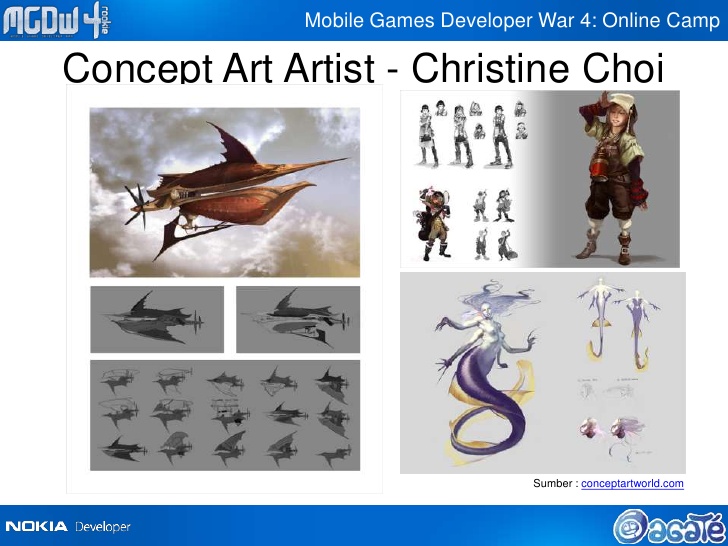 MGDW 4 rookie
Mobile Games Developer War 4: Online Camp
Concept Art Artist - Christine Choi
Sumber : conceptartworld.com
NOKIA Developer
agate